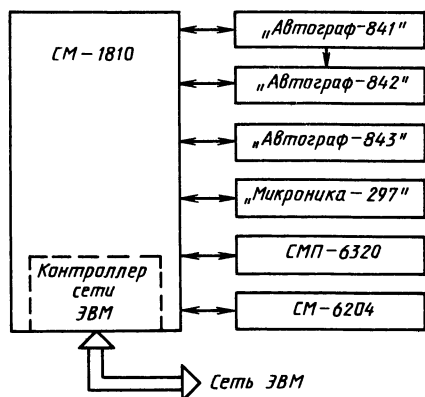 СМ-1810
„Автограф-841"
„Автограф-842"
„Автограф-843"
„Микроника-297"
СМП-6320
СМ-6204
Контроллер
сети
ЭВМ
Сеть ЭВМ